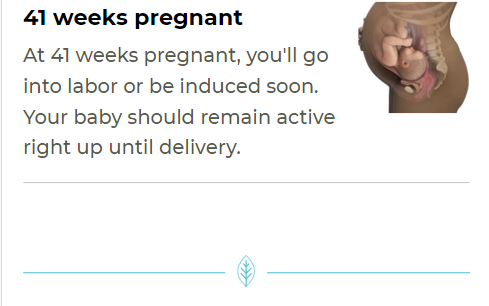 41 weeks pregnant
At 41 weeks pregnant, you'll go
into labor or be induced soon.
Your baby should remain active
right up until delivery.